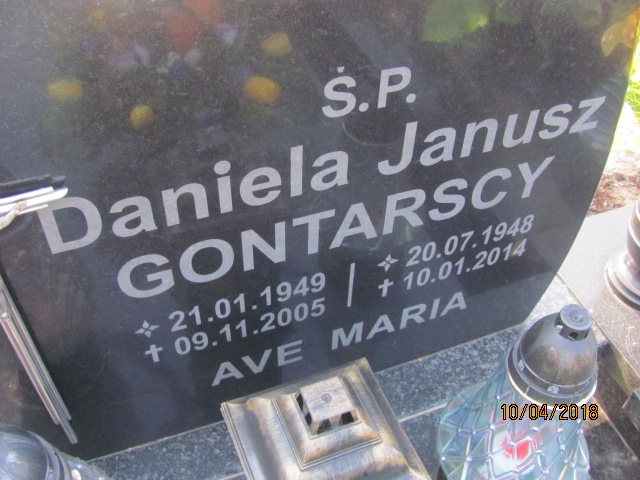 Ś.P.
Daniela Janusz
GONTARSCY
21.01.1949 | 20.07.1948
✝ 09.11.2005 ✝ 10.01.2014
AVE MARIA
10/04/2018